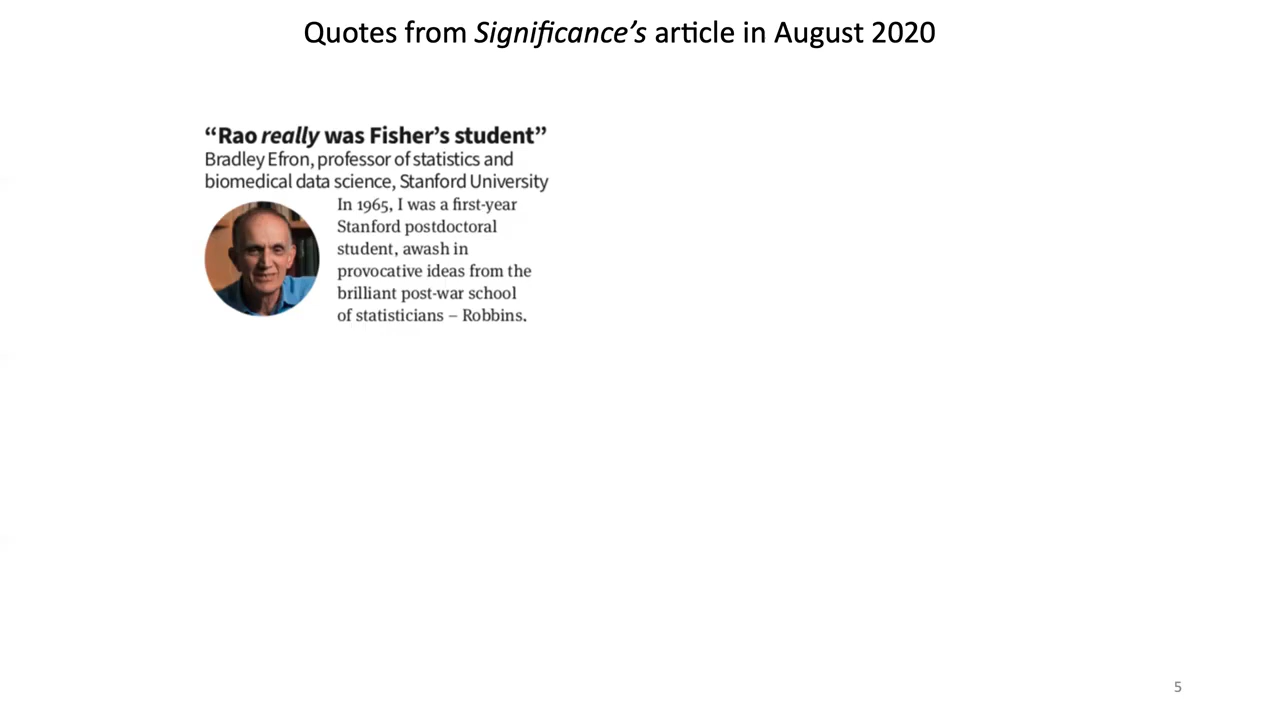 Quotes from Significance’s article in August 2020
“Rao really was Fisher’s student”
Bradley Efron, professor of statistics and
biomedical data science, Stanford University
In 1965, I was a first-year
Stanford postdoctoral
student, awash in
provocative ideas from the
brilliant post-war school
of statisticians – Robbins,
5